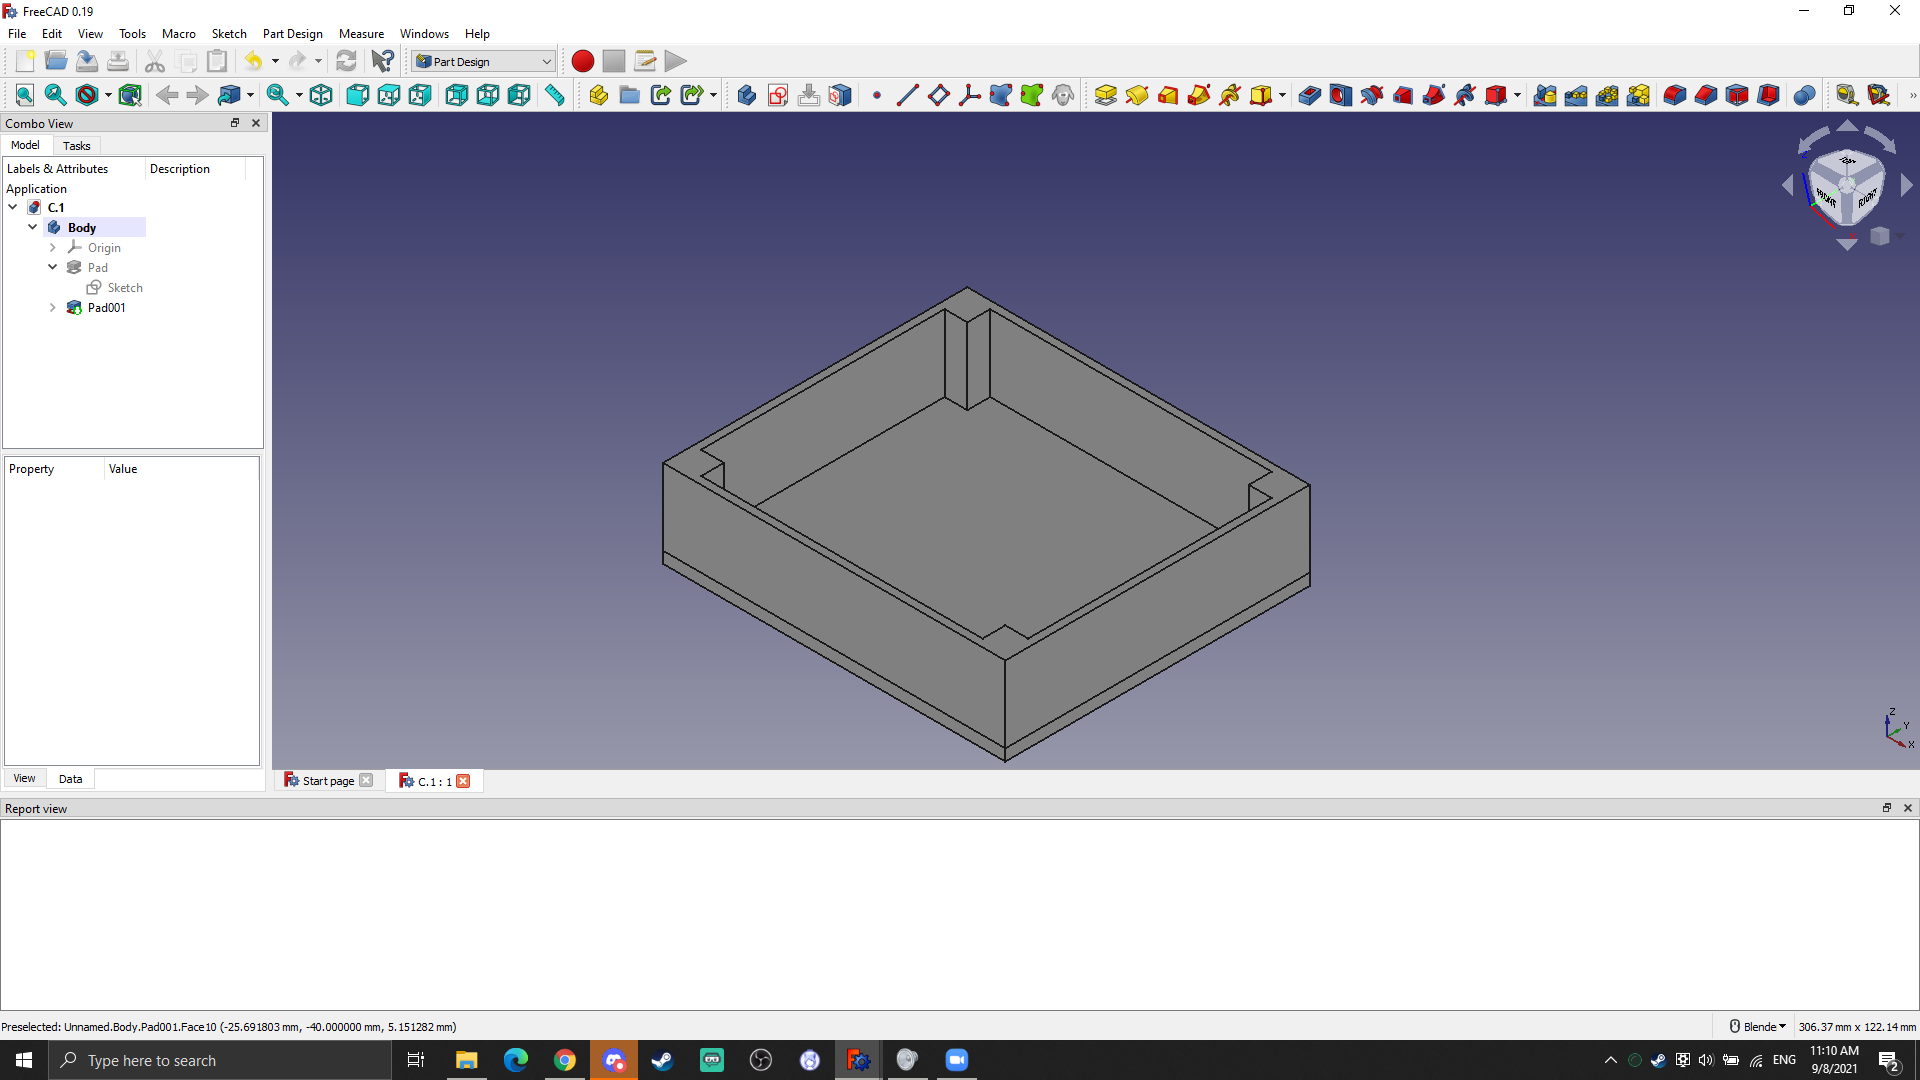 FreeCAD 0.19
File Edit View Tools Macro Sketch Part Design Measure Windows Help
Part Design
Combo View
Model Tasks
Labels & Attributes Description
Application
C.1
Body
Origin
Pad
Sketch
Pad001
Property Value
View Data
TOP
FRONT
RIGHT
Z
X
Z
Y
X
Start page
C.1 : 1
Report view
Preselected: Unnamed.Body.Pad001.Face10 (-25.691803 mm, -40.000000 mm, 5.151282 mm)
Blende
306.37 mm x 122.14 mm
Type here to search
ENG
11:10 AM
9/8/2021
2